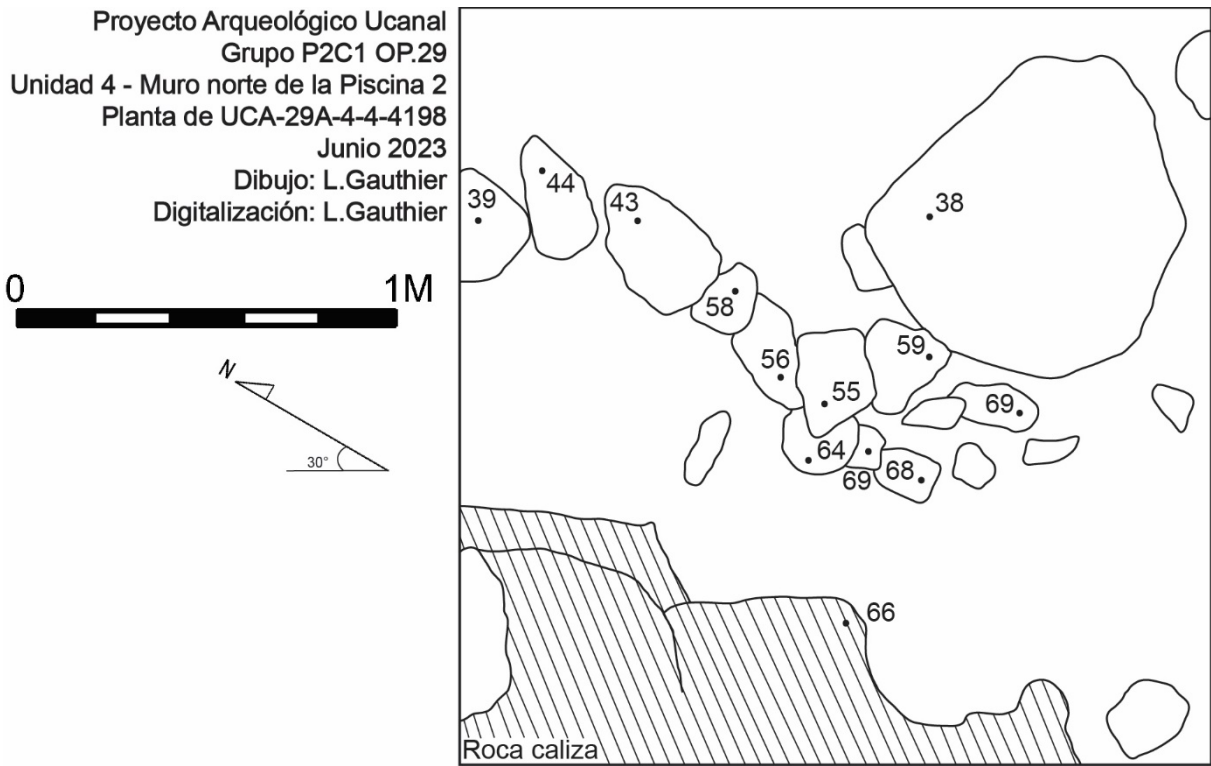 Proyecto Arqueológico Ucanal
Grupo P2C1 OP.29
Unidad 4 - Muro norte de la Piscina 2
Planta de UCA-29A-4-4-4198
Junio 2023
Dibujo: L.Gauthier
Digitalización: L.Gauthier
0 1M
N
30°
44
39
43
38
58
59
56
55
69
64
69
68
66
Roca caliza